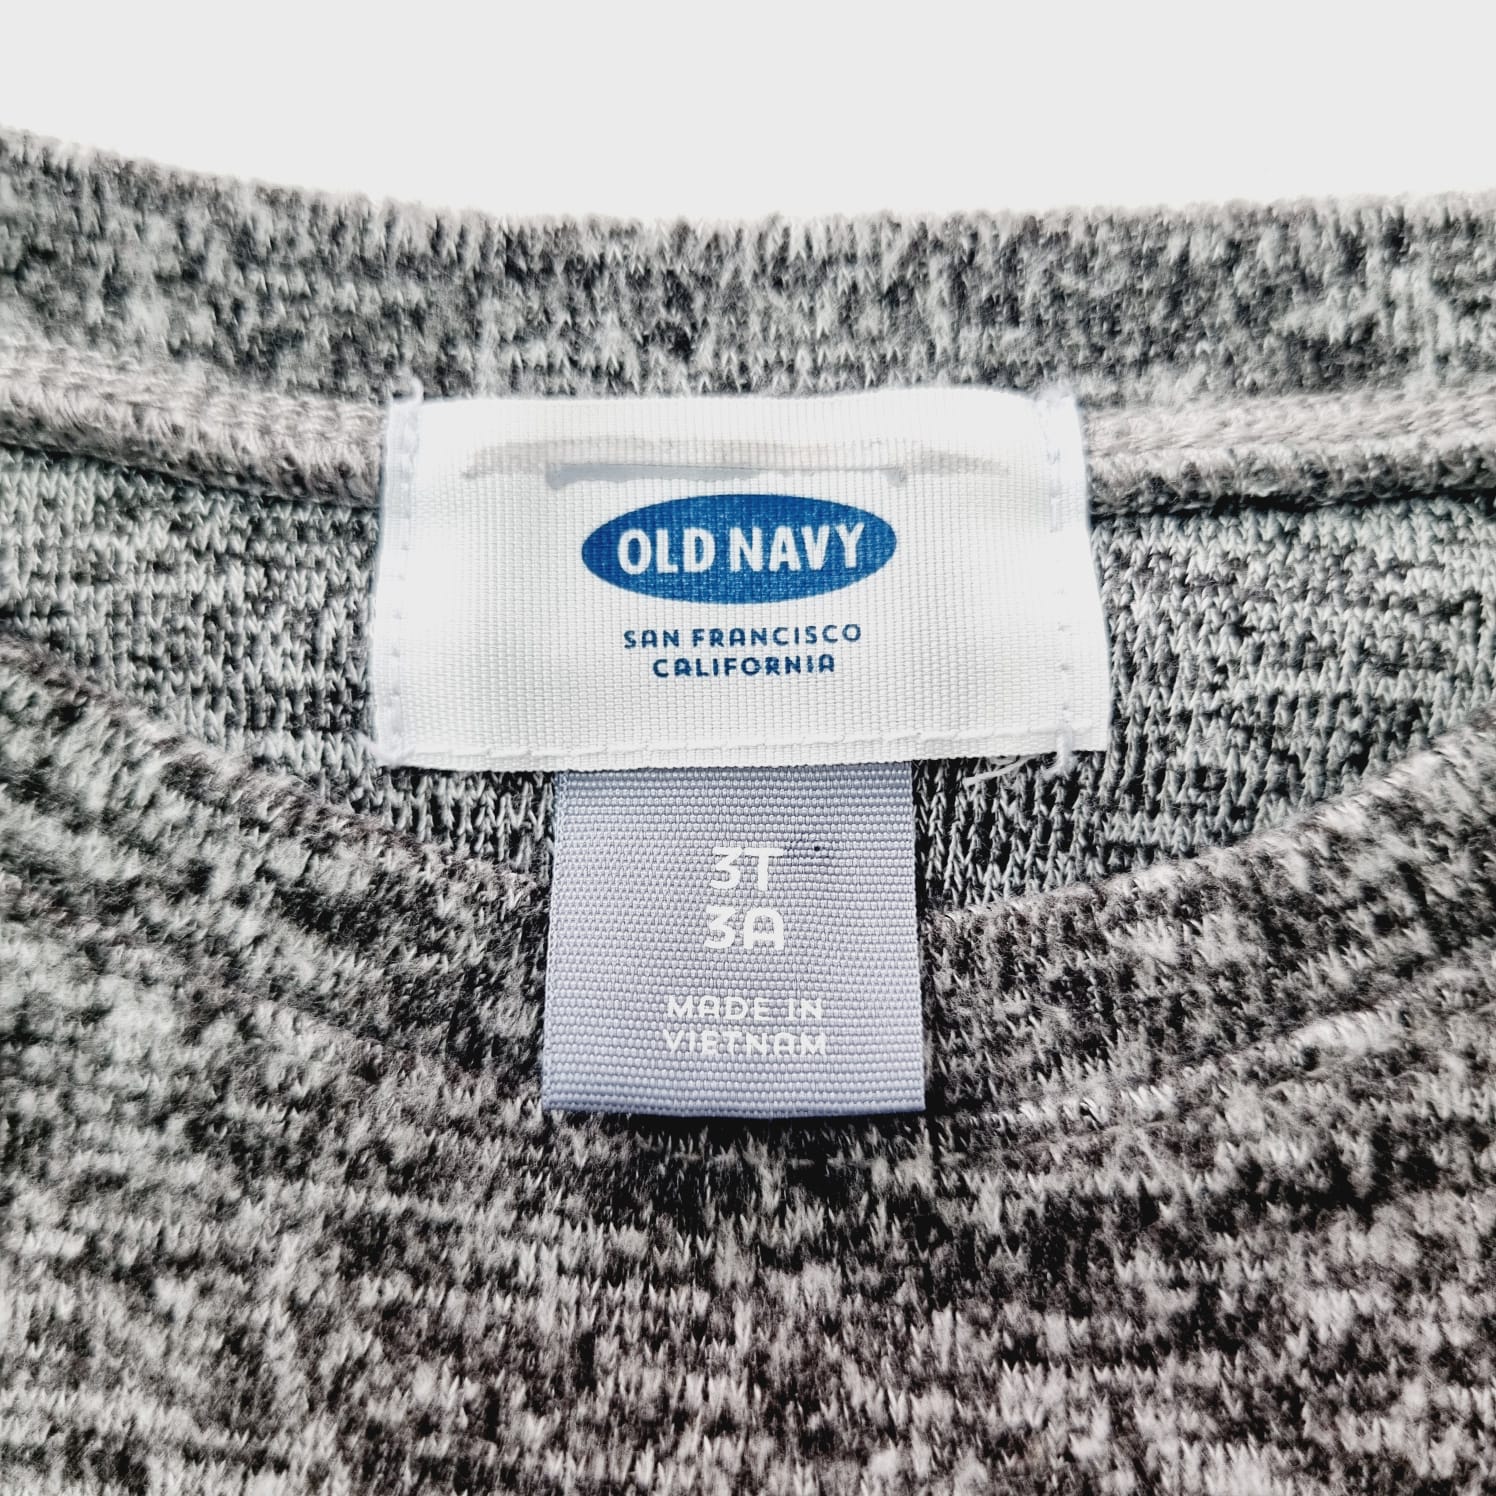 OLD NAVY
SAN FRANCISCO
CALIFORNIA
3T
3A
MADE IN
VIETNAM